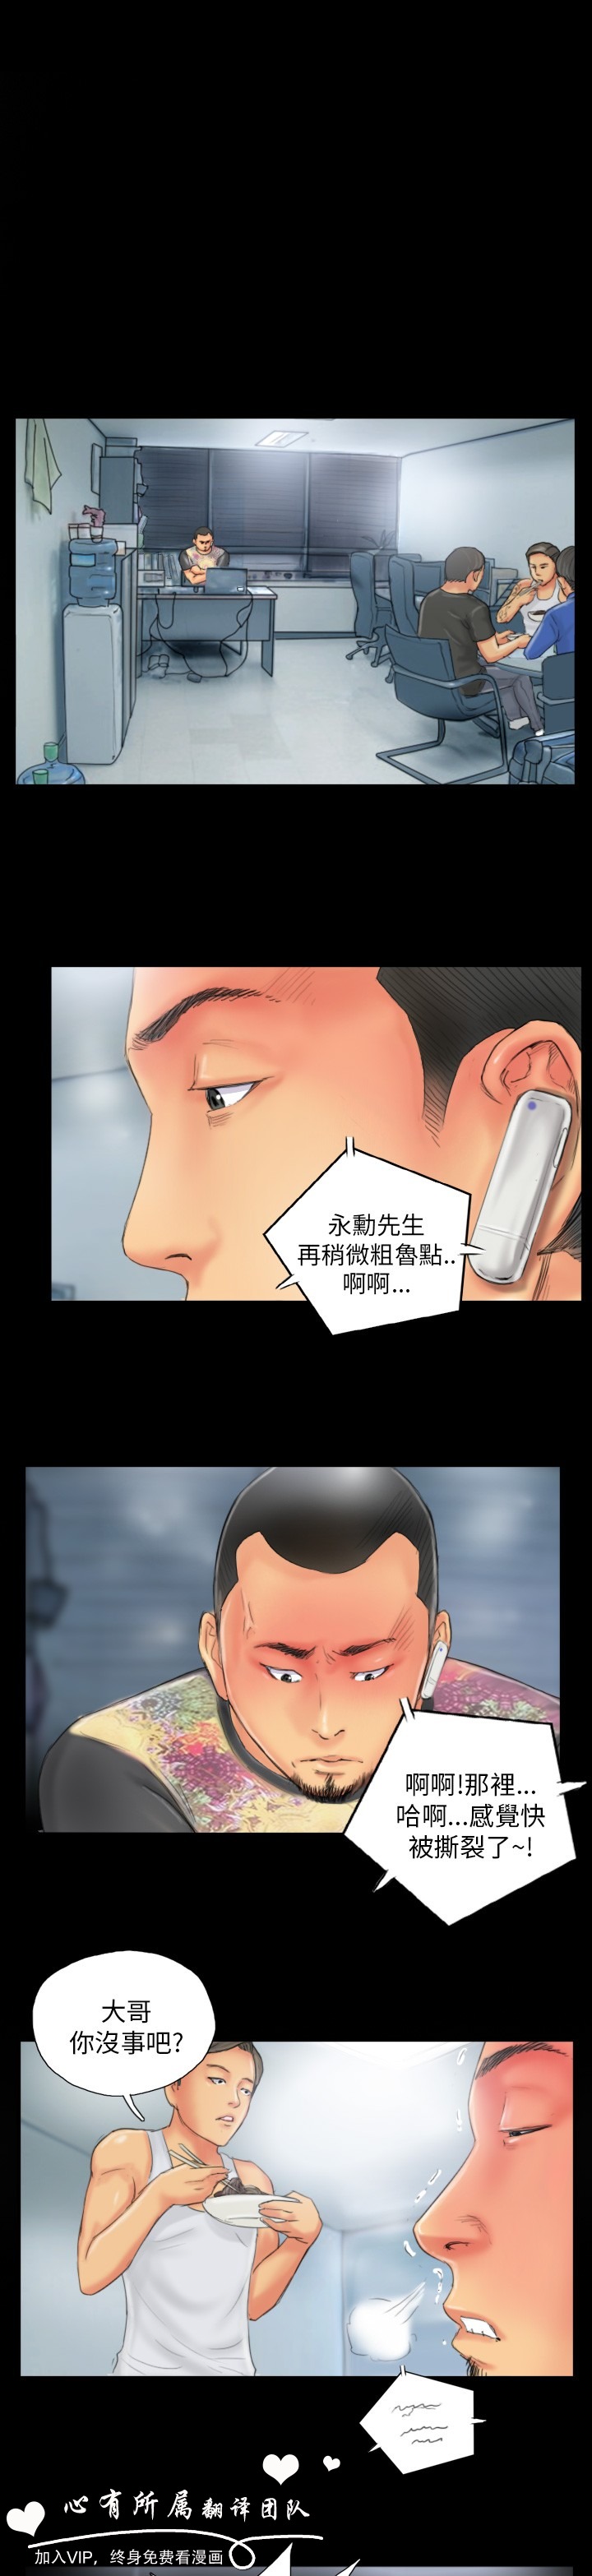 永勳先生
再稍微粗魯點..
啊啊...
啊啊!那裡...
哈啊...感覺快
被撕裂了~!
大哥
你沒事吧?
心有所属翻译团队
加入VIP，终身免费看漫画